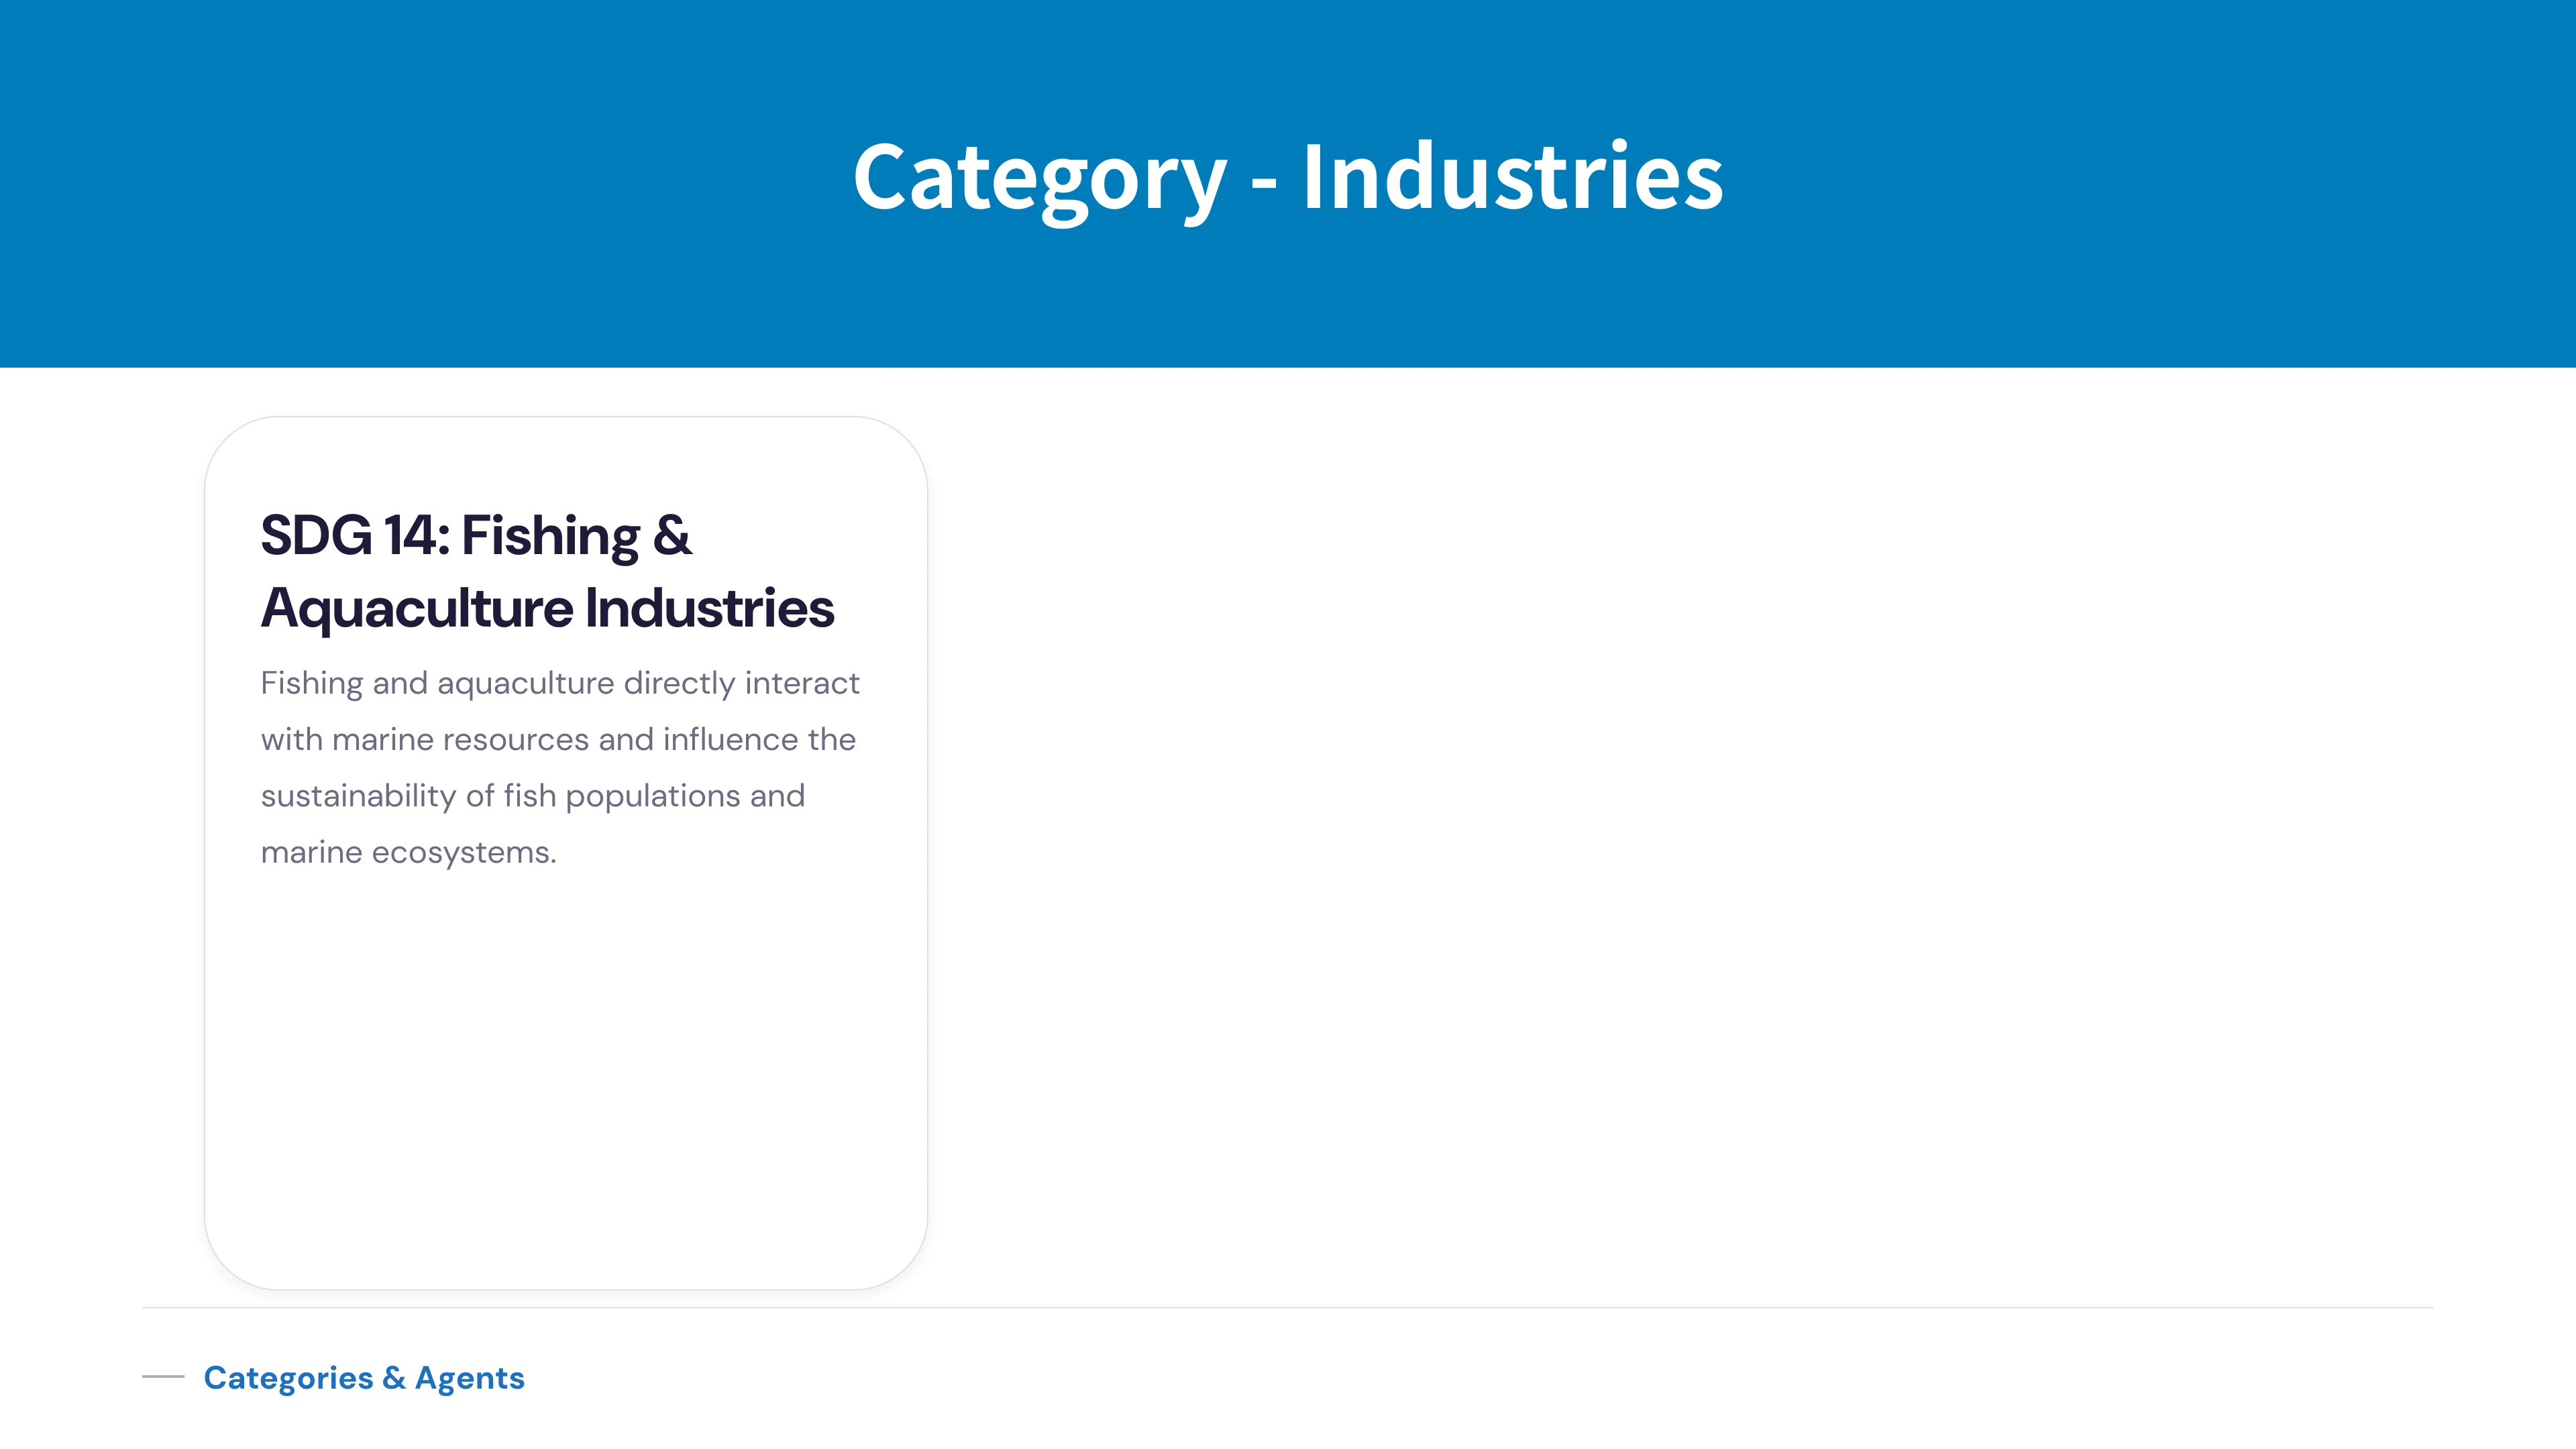 Category - Industries
SDG 14: Fishing &
Aquaculture Industries
Fishing and aquaculture directly interact
with marine resources and influence the
sustainability of fish populations and
marine ecosystems.
Categories & Agents